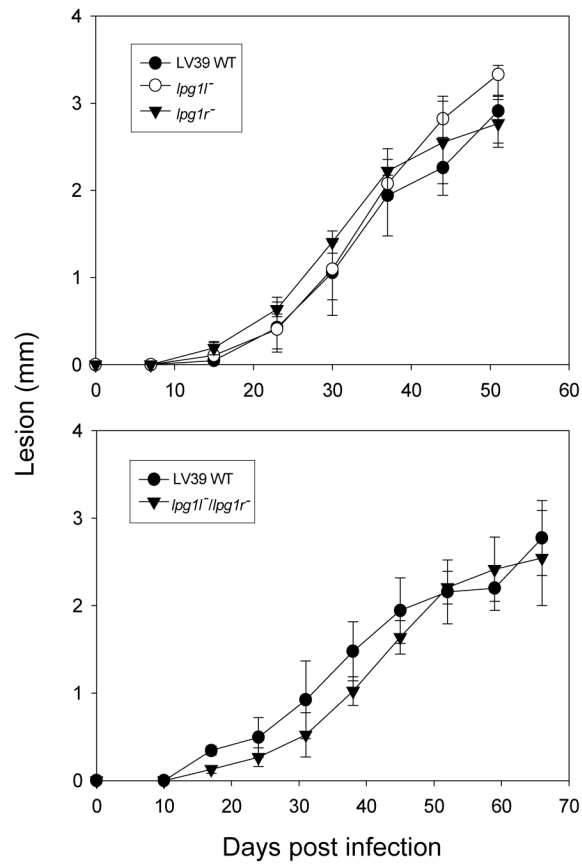 4
3
2
1
0
LV39 WT
lpg1l⁻
lpg1r⁻
0 10 20 30 40 50 60
Lesion (mm)
4
3
2
1
0
LV39 WT
lpg1l⁻/lpg1r⁻
0 10 20 30 40 50 60 70
Days post infection